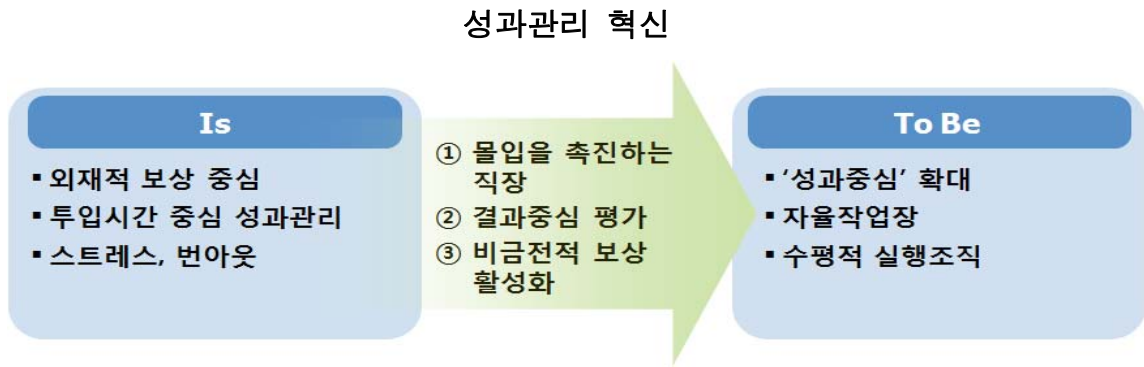 성과관리 혁신
Is
▪ 외재적 보상 중심
▪ 투입시간 중심 성과관리
▪ 스트레스, 번아웃
① 몰입을 촉진하는
직장
② 결과중심 평가
③ 비금전적 보상
활성화
To Be
▪ ‘성과중심’ 확대
▪ 자율작업장
▪ 수평적 실행조직